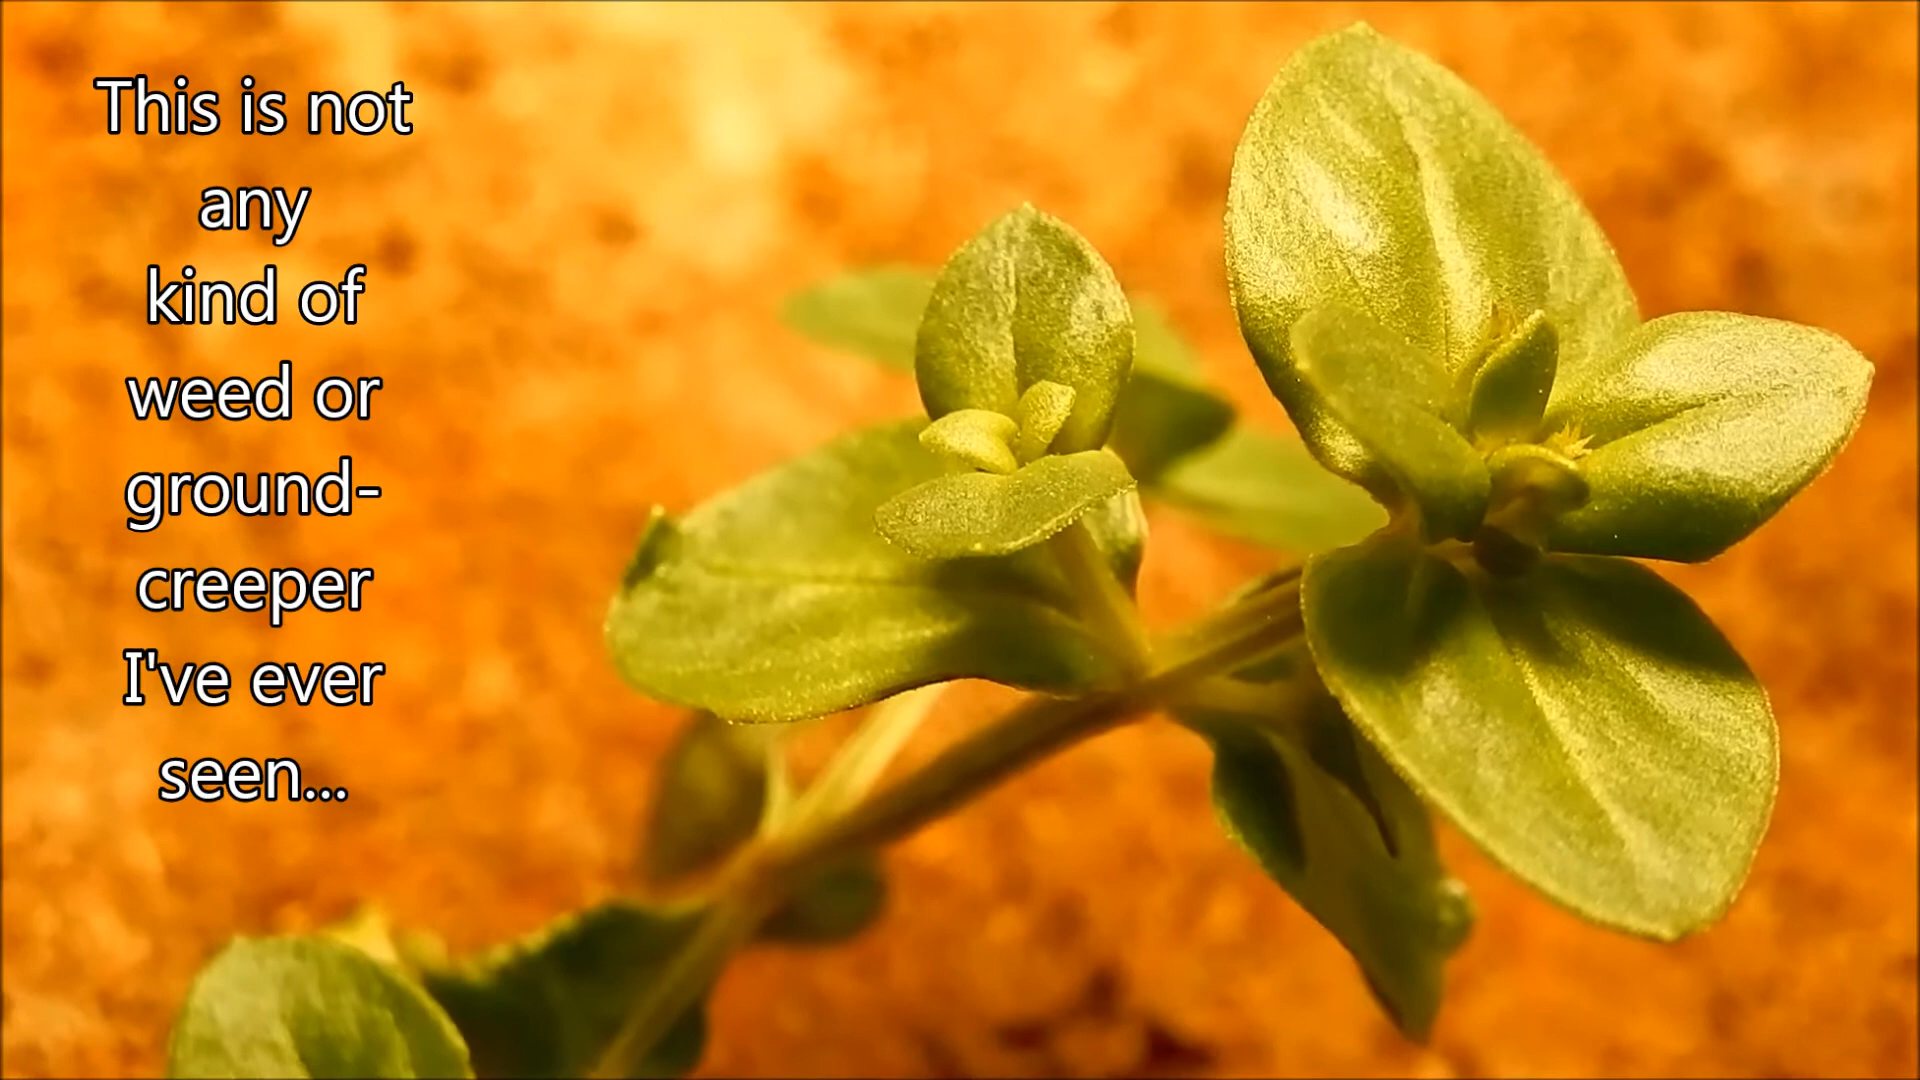 This is not
any
kind of
weed or
ground-
creeper
I've ever
seen...